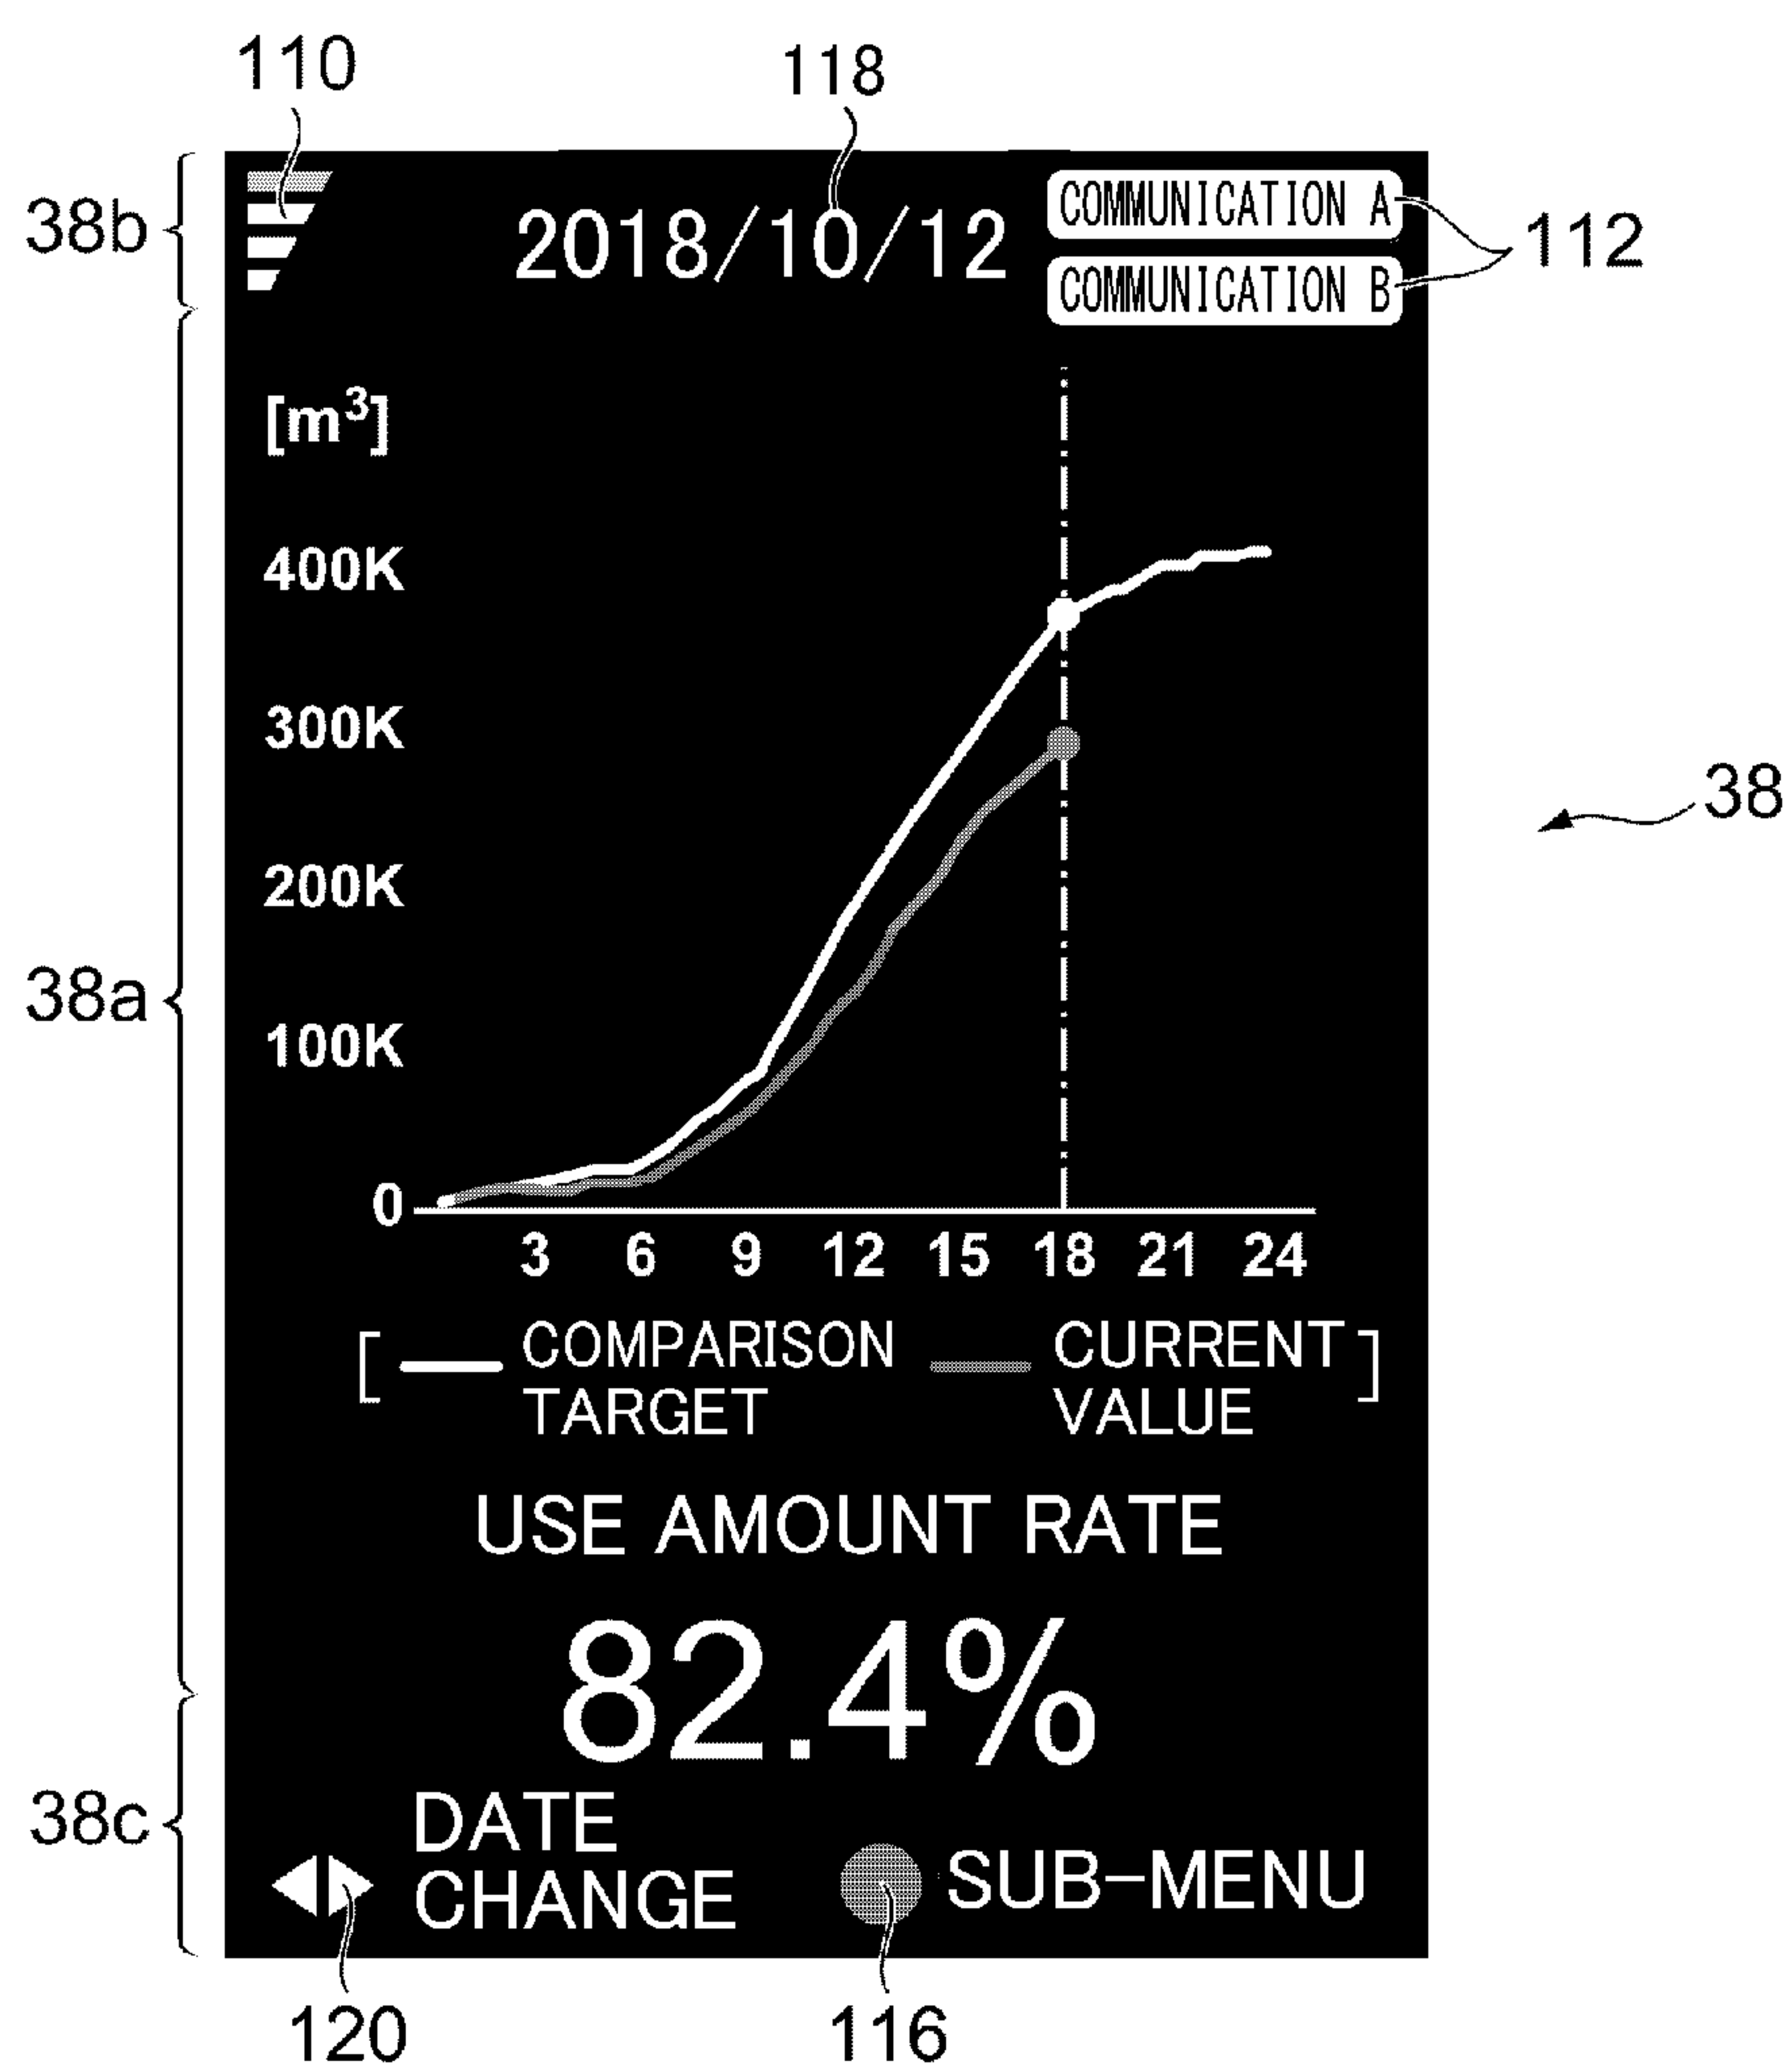 110
118
38b
2018/10/12
COMMUNICATION A
COMMUNICATION B
112
[m³]
400K
300K
38
200K
38a
100K
0
3 6 9 12 15 18 21 24
[ COMPARISON TARGET CURRENT VALUE ]
USE AMOUNT RATE
82.4%
38c
DATE
CHANGE
SUB-MENU
120
116